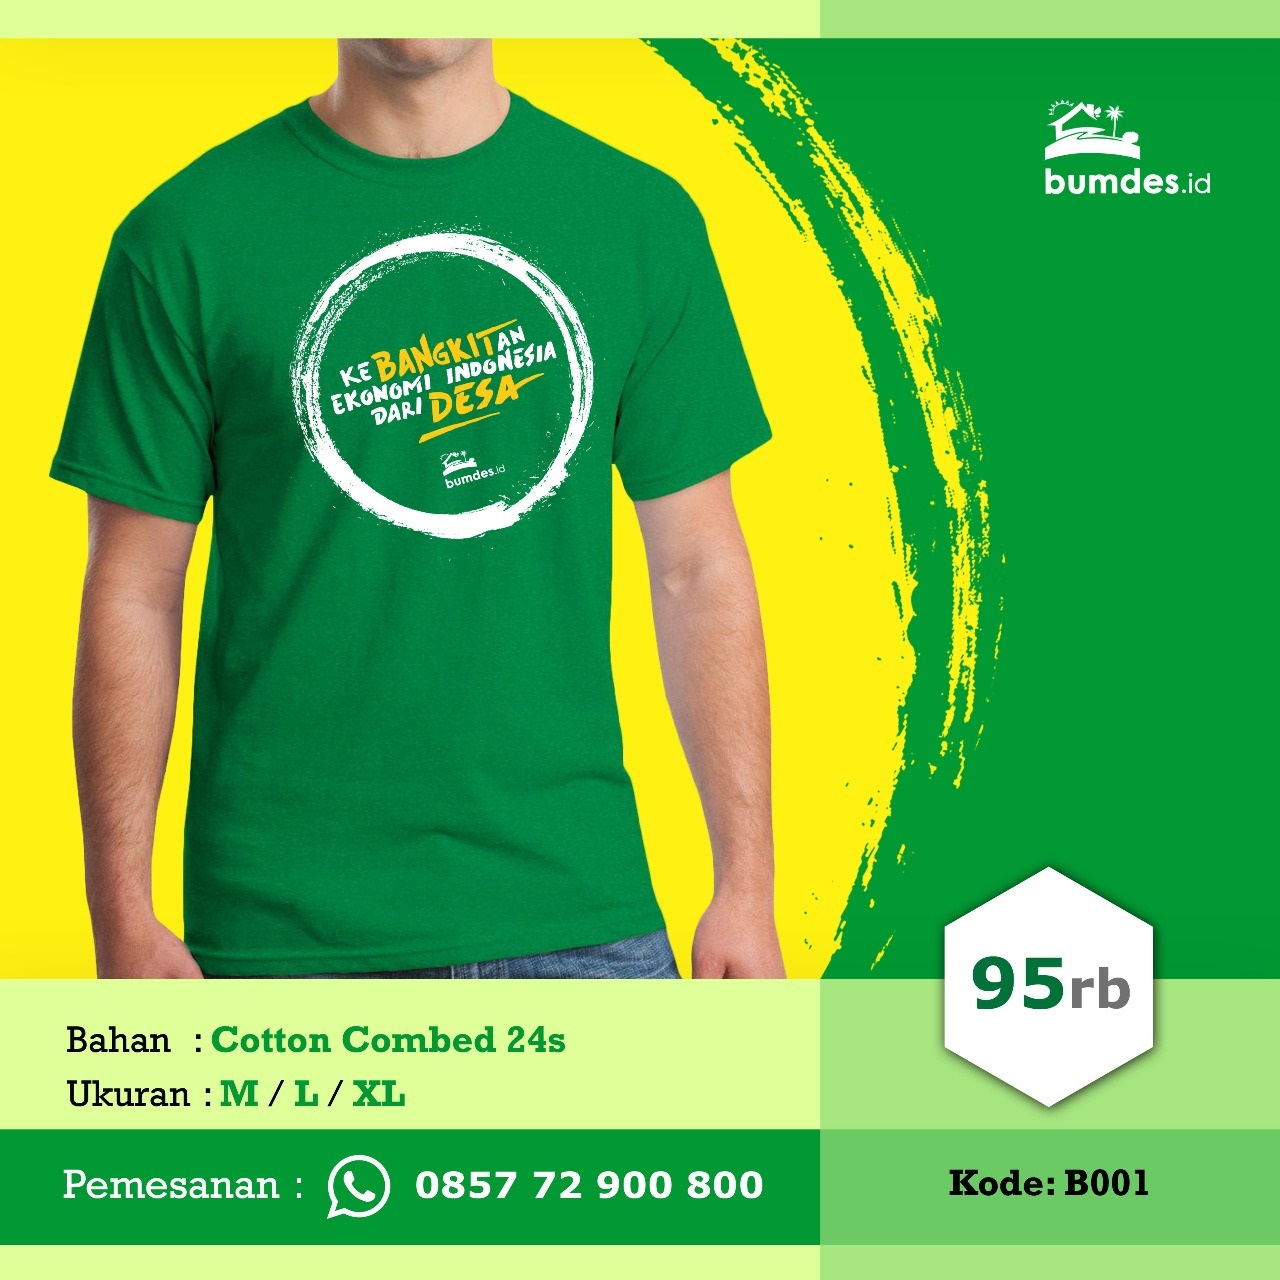 bumdes.id
KEBANGKITAN
EKONOMI INDONESIA
DARI DESA
bumdes.id
95rb
Bahan : Cotton Combed 24s
Ukuran : M / L / XL
Pemesanan : 0857 72 900 800
Kode: B001